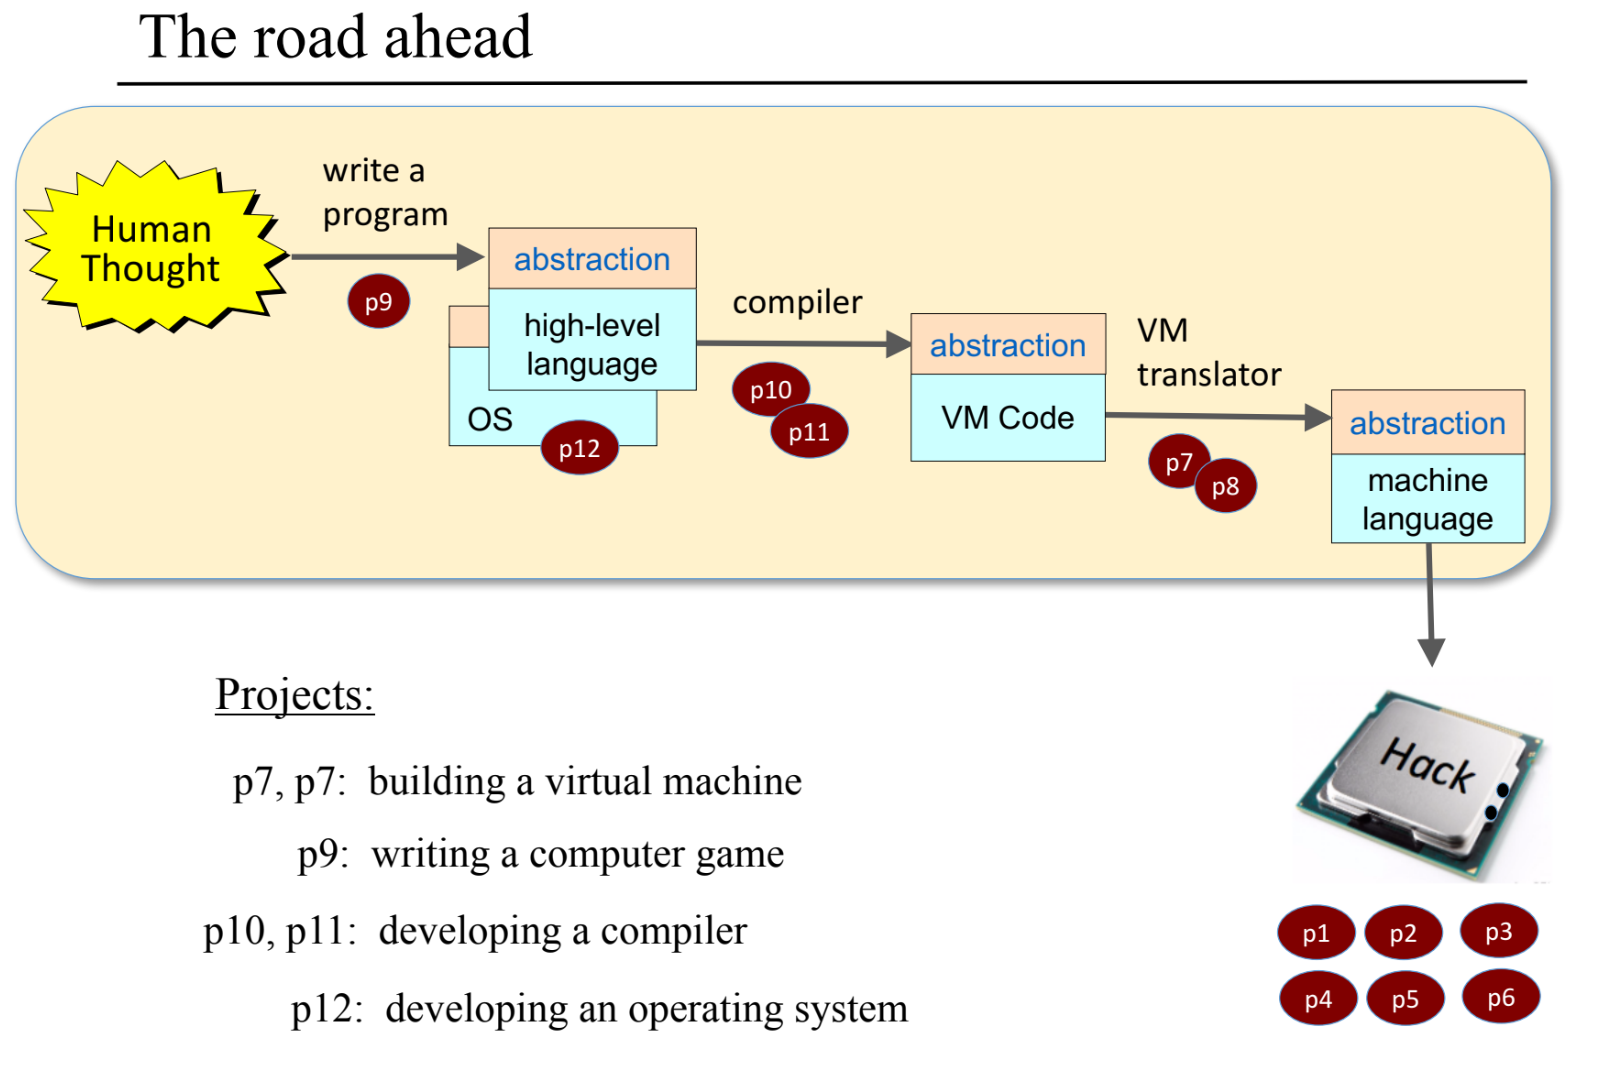 The road ahead
Human
Thought
write a
program
p9
abstraction
high-level
language
OS
p12
compiler
p10
p11
abstraction
VM Code
VM
translator
p7
p8
abstraction
machine
language
Hack
Projects:
p7, p7: building a virtual machine
p9: writing a computer game
p10, p11: developing a compiler
p12: developing an operating system
p1 p2 p3
p4 p5 p6